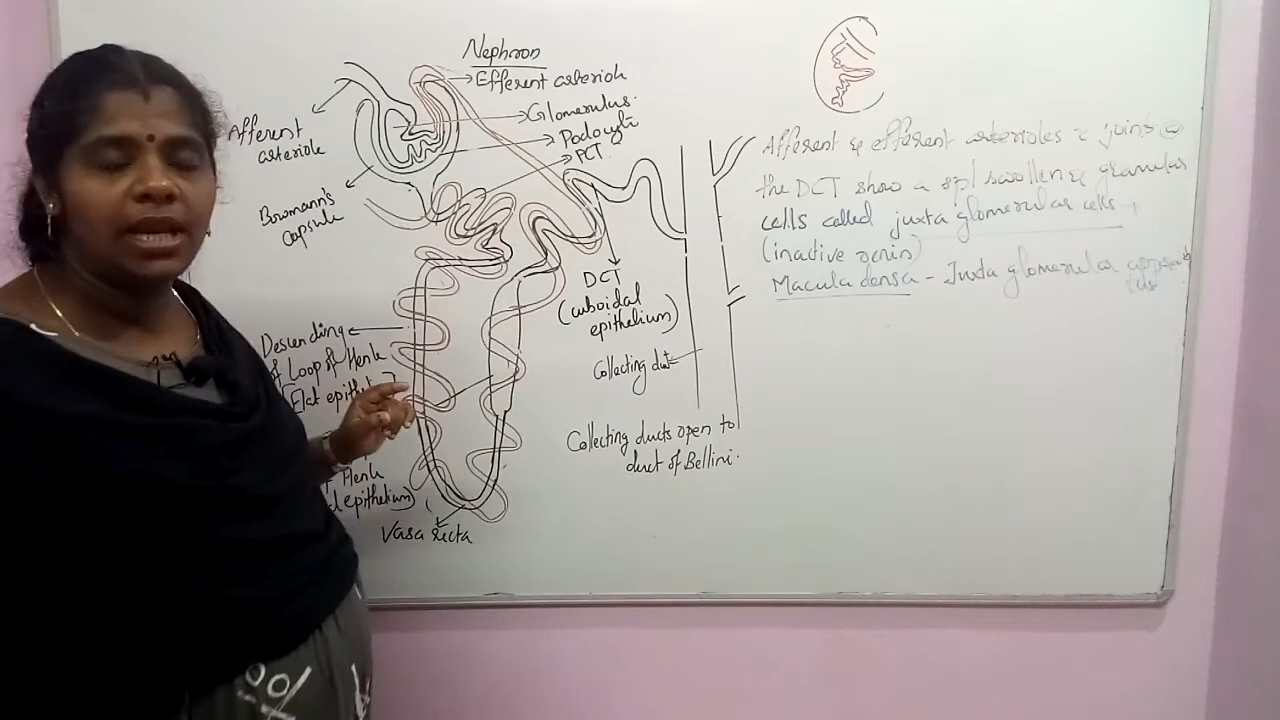 Nephron
Efferent arteriole
Glomerulus.
Podocyte
PCT.
Afferent
arteriole
Bowmann's
Capsule
DCT
(cuboidal
epithelium)
Collecting duct
Collecting ducts open to
duct of Bellini.
Descending
of Loop of Henle
(Flat epithe
Henle
epithelium)
Vasa recta
Afferent & efferent arterioles joins
the DCT show a spl swollen & granular
cells called juxta glomerular cells,
(inactive renin)
Macula densa - Juxta glomerular